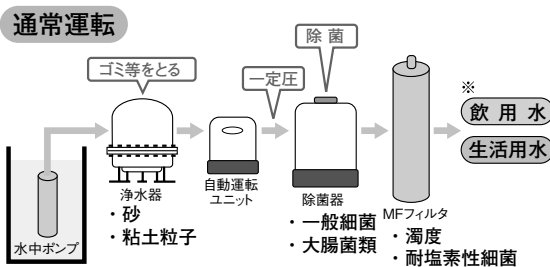 通常運転
除菌
ゴミ等をとる
一定圧
※
飲用水
生活用水
浄水器
・砂
・粘土粒子
自動運転
ユニット
除菌器
・一般細菌
・大腸菌類
MFフィルタ
・濁度
・耐塩素性細菌
水中ポンプ